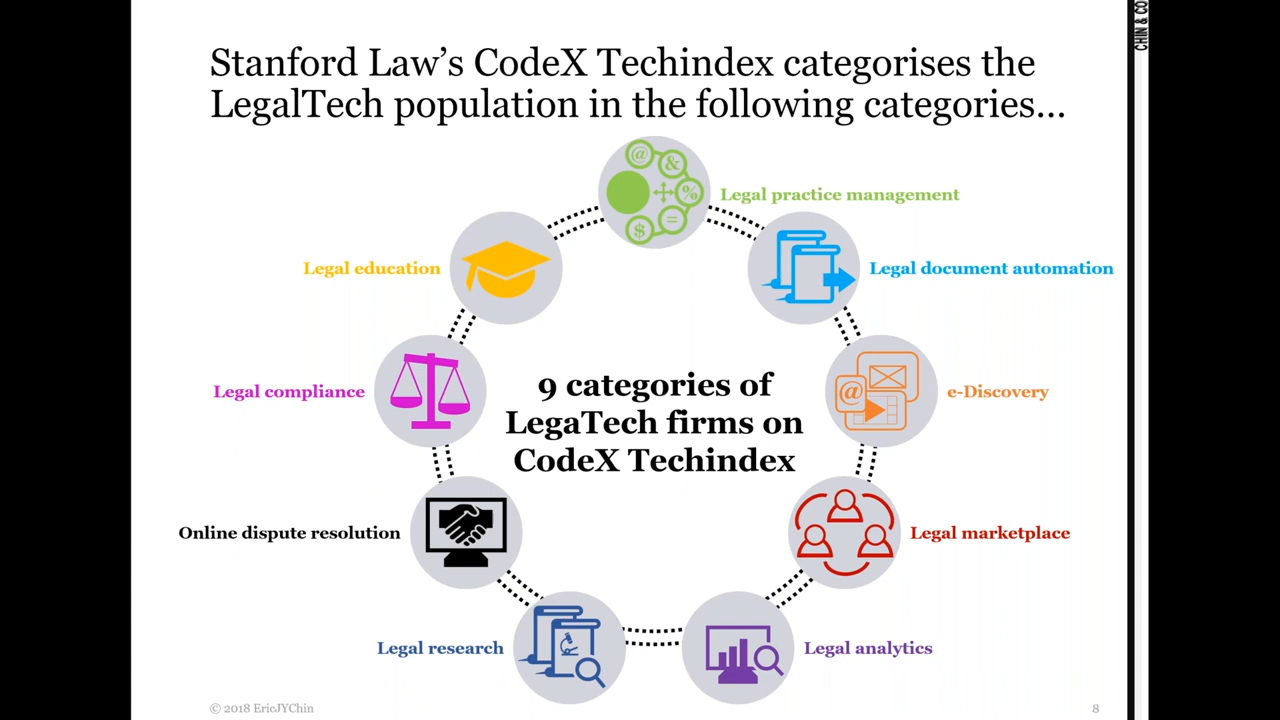 Stanford Law’s CodeX Techindex categorises the
LegalTech population in the following categories...
CHIN & CO
@
&
%
=
$
Legal practice management
Legal education
Legal document automation
Legal compliance
9 categories of
LegaTech firms on
CodeX Techindex
@
e-Discovery
Online dispute resolution
Legal marketplace
Legal research
Legal analytics
© 2018 EricJYChin
8